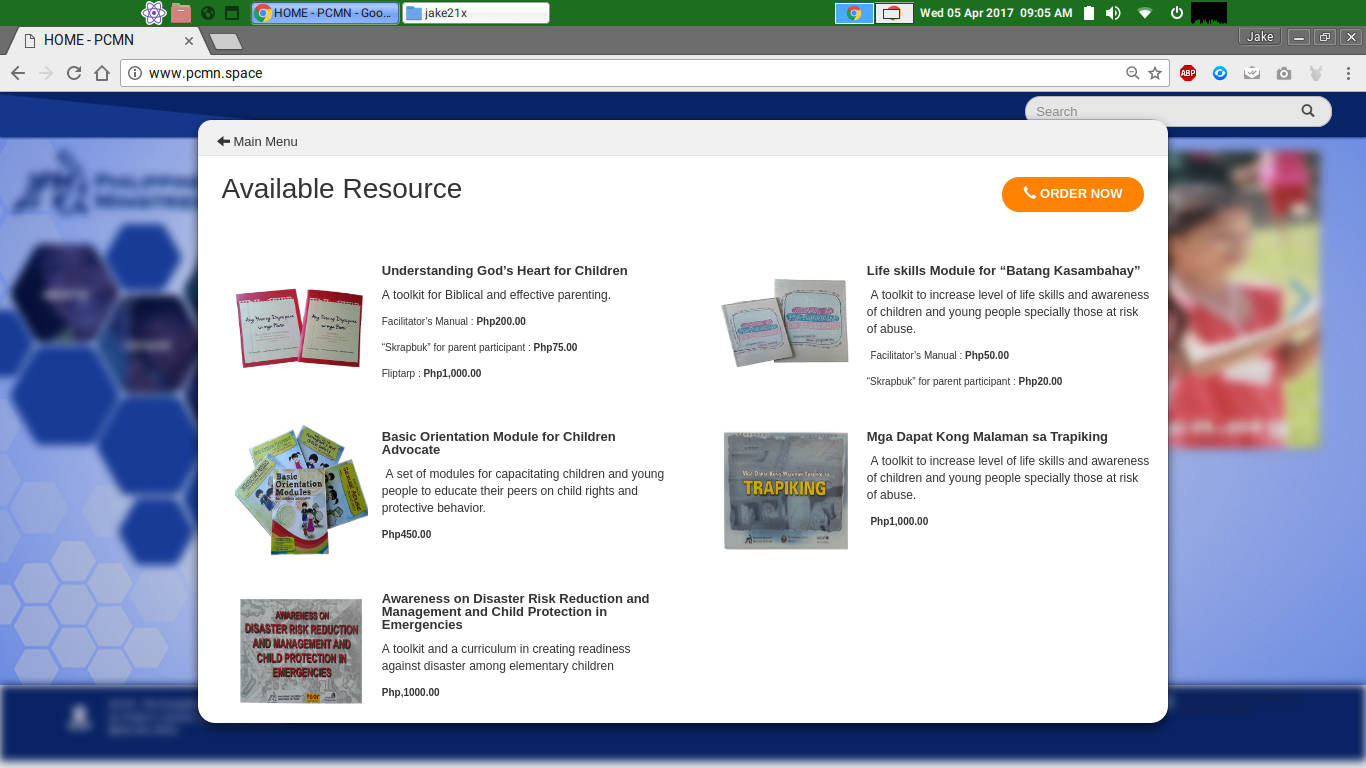 HOME - PCMN - Goo...
jake21x
Wed 05 Apr 2017 09:05 AM
HOME - PCMN
Jake
www.pcmn.space
ABP
Search
Main Menu
Available Resource
ORDER NOW
Understanding God’s Heart for Children
A toolkit for Biblical and effective parenting.
Facilitator’s Manual : Php200.00
“Skrapbuk” for parent participant : Php75.00
Fliptarp : Php1,000.00
Life skills Module for “Batang Kasambahay”
A toolkit to increase level of life skills and awareness
of children and young people specially those at risk
of abuse.
Facilitator’s Manual : Php50.00
“Skrapbuk” for parent participant : Php20.00
Basic
Orientation
Modules
Basic Orientation Module for Children
Advocate
A set of modules for capacitating children and young
people to educate their peers on child rights and
protective behavior.
Php450.00
MGA DAPAT KONG MALAMAN
TRAPIKING
Mga Dapat Kong Malaman sa Trapiking
A toolkit to increase level of life skills and awareness
of children and young people specially those at risk
of abuse.
Php1,000.00
AWARENESS ON
DISASTER RISK REDUCTION
AND MANAGEMENT AND
CHILD PROTECTION IN
EMERGENCIES
Awareness on Disaster Risk Reduction and
Management and Child Protection in
Emergencies
A toolkit and a curriculum in creating readiness
against disaster among elementary children
Php,1000.00